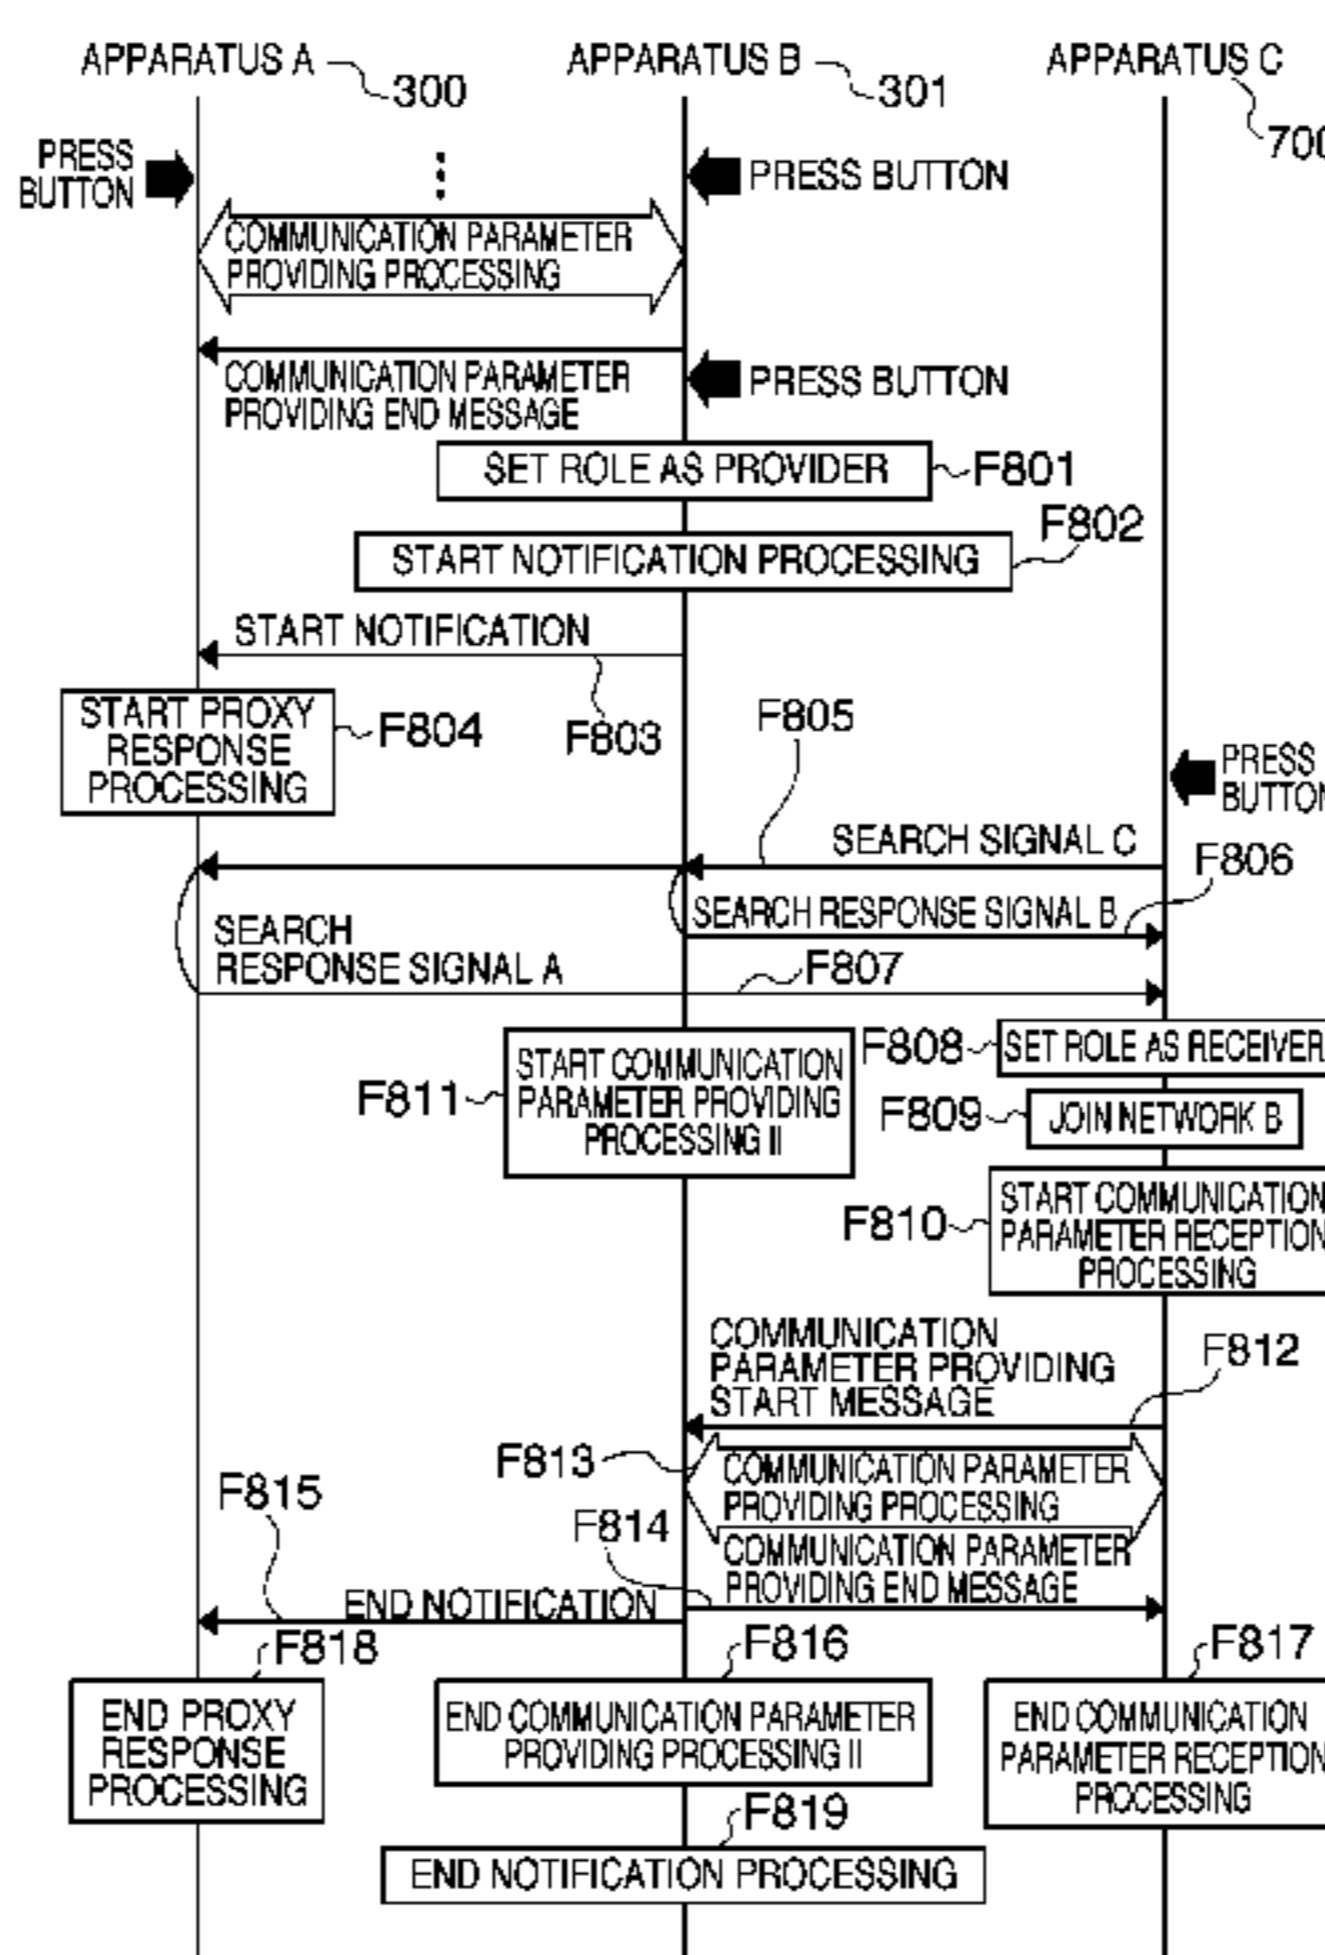 APPARATUS A
300
APPARATUS B
301
APPARATUS C
700
PRESS
BUTTON
PRESS BUTTON
COMMUNICATION PARAMETER
PROVIDING PROCESSING
COMMUNICATION PARAMETER
PROVIDING END MESSAGE
PRESS BUTTON
SET ROLE AS PROVIDER
F801
START NOTIFICATION PROCESSING
F802
START NOTIFICATION
F803
START PROXY
RESPONSE
PROCESSING
F804
F805
PRESS
BUTTON
SEARCH SIGNAL C
F806
SEARCH RESPONSE SIGNAL B
SEARCH
RESPONSE SIGNAL A
F807
F808
SET ROLE AS RECEIVER
F811
START COMMUNICATION
PARAMETER PROVIDING
PROCESSING II
F809
JOIN NETWORK B
F810
START COMMUNICATION
PARAMETER RECEPTION
PROCESSING
COMMUNICATION
PARAMETER PROVIDING
START MESSAGE
F812
F813
COMMUNICATION PARAMETER
PROVIDING PROCESSING
F815
F814
COMMUNICATION PARAMETER
PROVIDING END MESSAGE
END NOTIFICATION
F818
F816
F817
END PROXY
RESPONSE
PROCESSING
END COMMUNICATION PARAMETER
PROVIDING PROCESSING II
END COMMUNICATION
PARAMETER RECEPTION
PROCESSING
F819
END NOTIFICATION PROCESSING